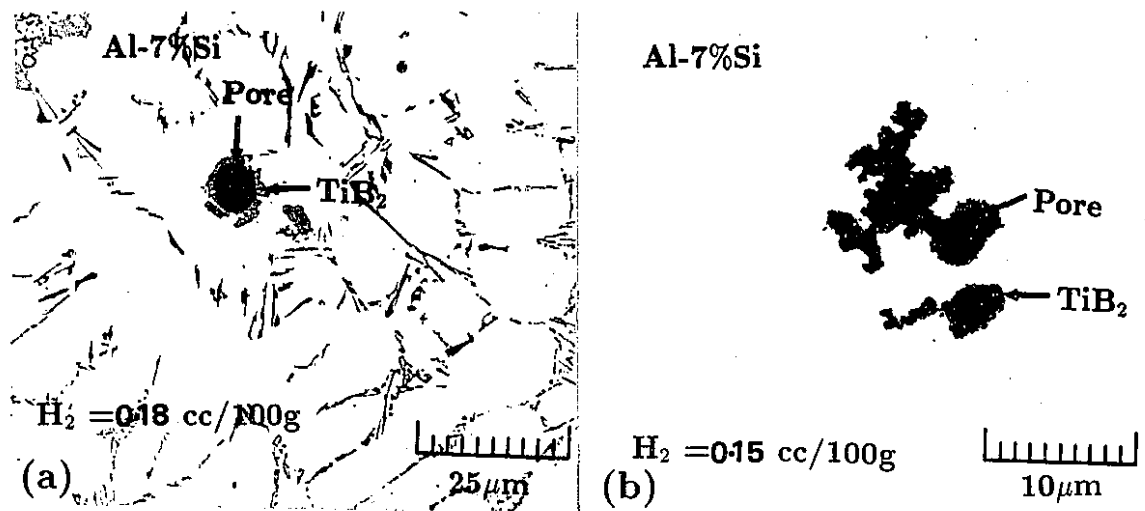 Al-7%Si
Pore
TiB₂
H₂ =0.18 cc/100g
25μm
(a)
Al-7%Si
Pore
TiB₂
H₂ =0.15 cc/100g
10μm
(b)